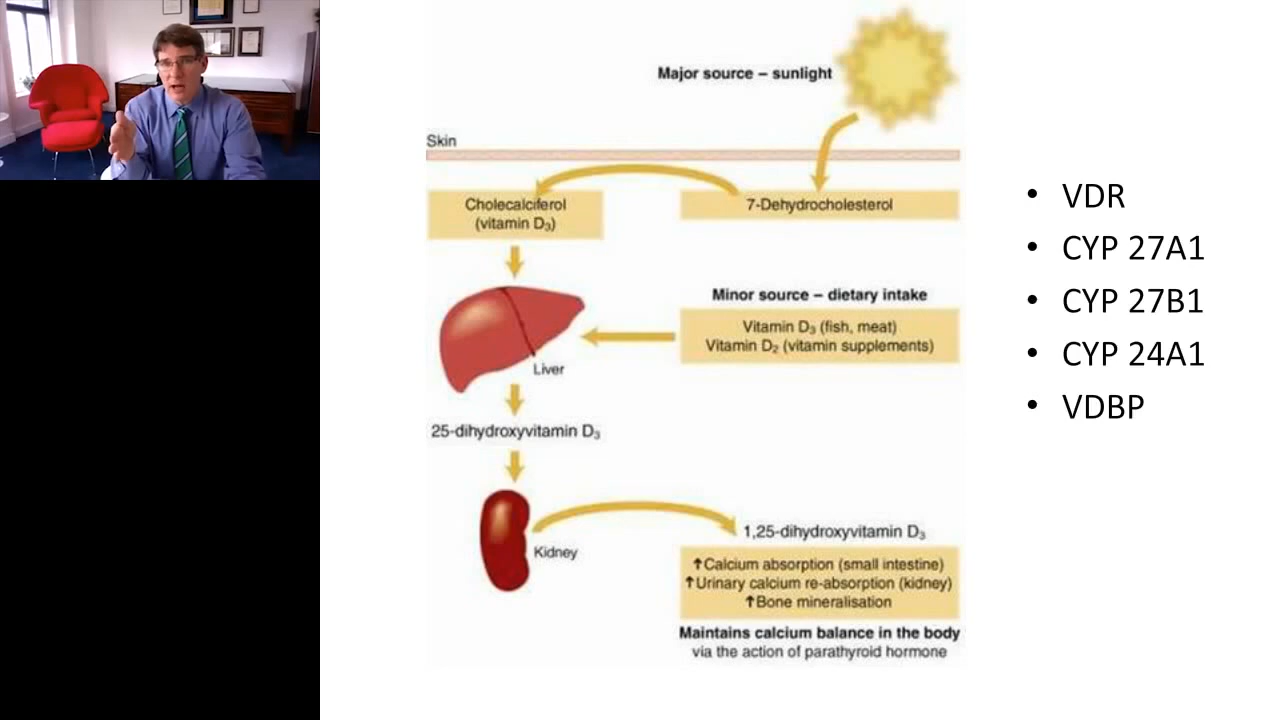 Major source – sunlight
Skin
Cholecalciferol
(vitamin D₃)
7-Dehydrocholesterol
Minor source – dietary intake
Vitamin D₃ (fish, meat)
Vitamin D₂ (vitamin supplements)
Liver
25-dihydroxyvitamin D₃
Kidney
1,25-dihydroxyvitamin D₃
↑Calcium absorption (small intestine)
↑Urinary calcium re-absorption (kidney)
↑Bone mineralisation
Maintains calcium balance in the body
via the action of parathyroid hormone
• VDR
• CYP 27A1
• CYP 27B1
• CYP 24A1
• VDBP